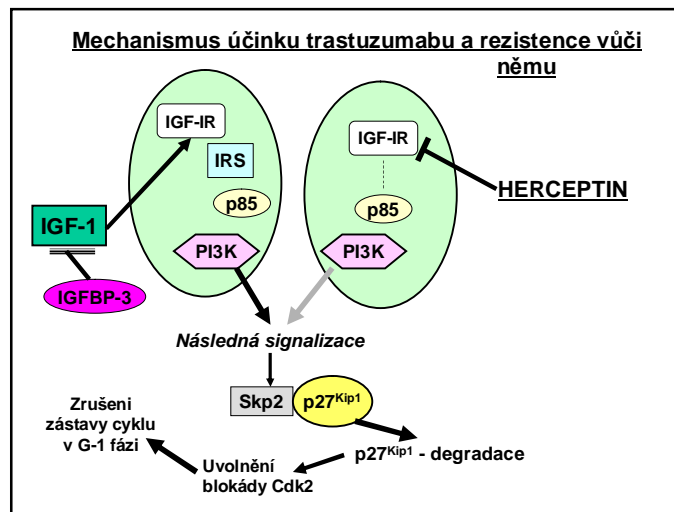 Mechanismus účinku trastuzumabu a rezistence vůči
němu
IGF-IR
IRS
p85
PI3K
IGF-1
IGFBP-3
IGF-IR
p85
PI3K
HERCEPTIN
Následná signalizace
Skp2
p27Kip1
p27Kip1 - degradace
Uvolnění
blokády Cdk2
Zrušeni
zástavy cyklu
v G-1 fázi